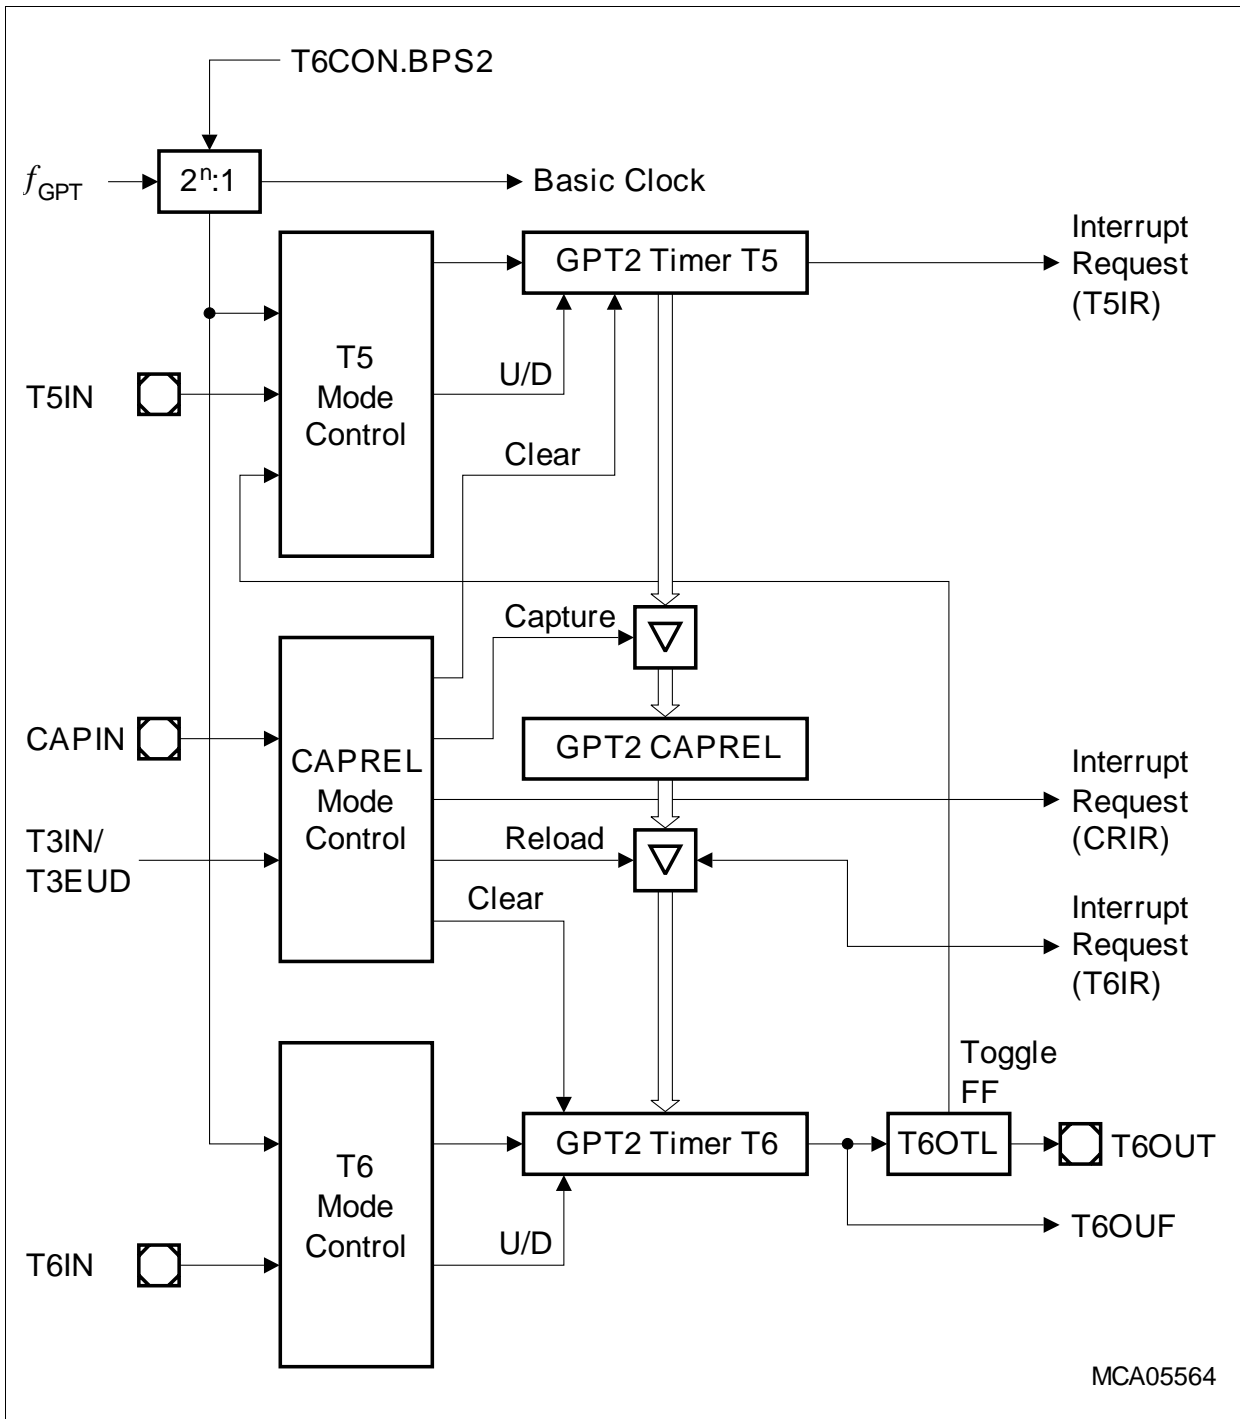 T6CON.BPS2
fGPT
2n:1
Basic Clock
GPT2 Timer T5
Interrupt
Request
(T5IR)
T5
Mode
Control
U/D
T5IN
Clear
Capture
CAPIN
CAPREL
Mode
Control
GPT2 CAPREL
Interrupt
Request
(CRIR)
T3IN/
T3EUD
Reload
Clear
Interrupt
Request
(T6IR)
Toggle
FF
T6
Mode
Control
GPT2 Timer T6
T6OTL
T6OUT
T6OUF
U/D
T6IN
MCA05564